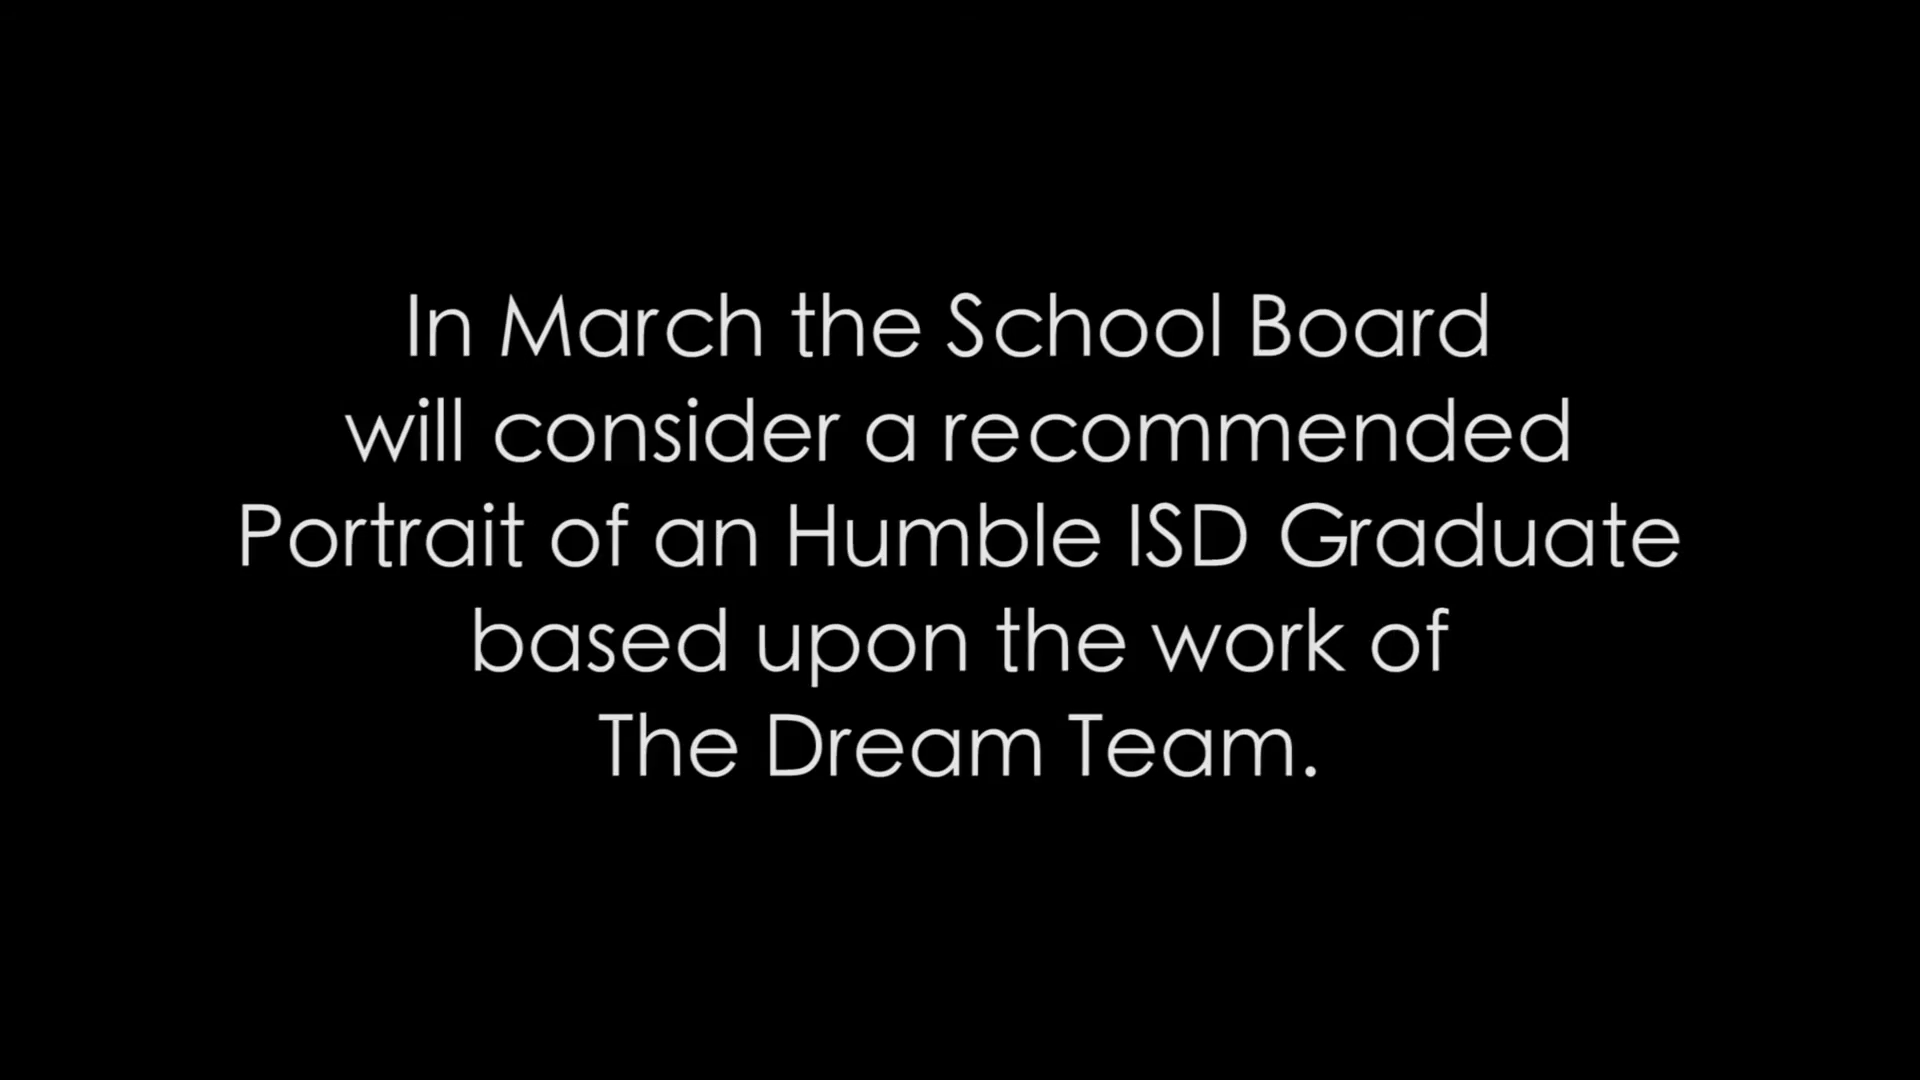 In March the School Board
will consider a recommended
Portrait of an Humble ISD Graduate
based upon the work of
The Dream Team.